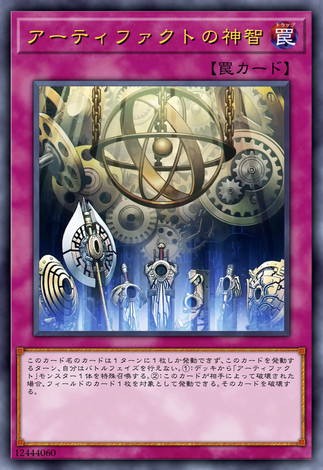 アーティファクトの神智
トラップ
罠
【罠カード】
このカード名のカードは1ターンに1枚しか発動できず、このカードを発動す
るターン、自分はバトルフェイズを行えない。①:デッキから「アーティファク
ト」モンスター1体を特殊召喚する。②:このカードが相手によって破壊された
場合、フィールドのカード1枚を対象として発動できる。そのカードを破壊す
る。
12444060